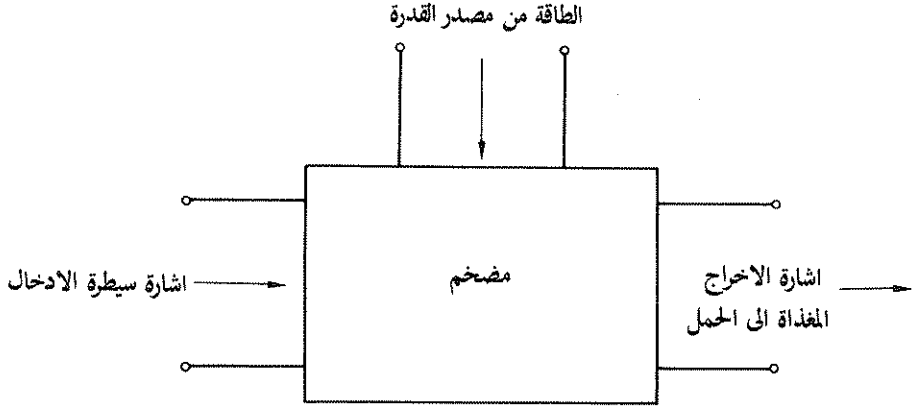 الطاقة من مصدر القدرة
اشارة سيطرة الادخال
مضخم
اشارة الاخراج
المغذاة الى الحمل